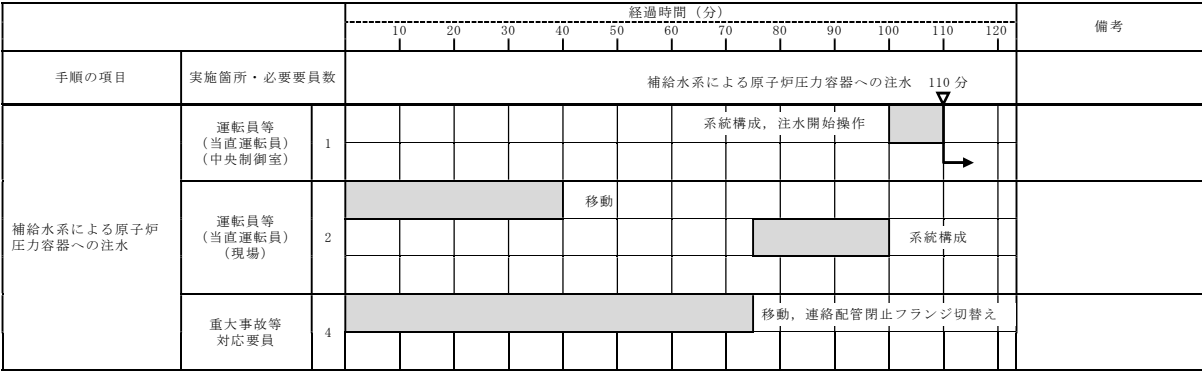 経過時間（分）
備考
10 20 30 40 50 60 70 80 90 100 110 120
手順の項目
実施箇所・必要要員数
補給水系による原子炉圧力容器への注水 110 分
補給水系による原子炉
圧力容器への注水
運転員等
（当直運転員）
（中央制御室）
1
系統構成，注水開始操作
運転員等
（当直運転員）
（現場）
2
移動
系統構成
重大事故等
対応要員
4
移動，連絡配管閉止フランジ切替え